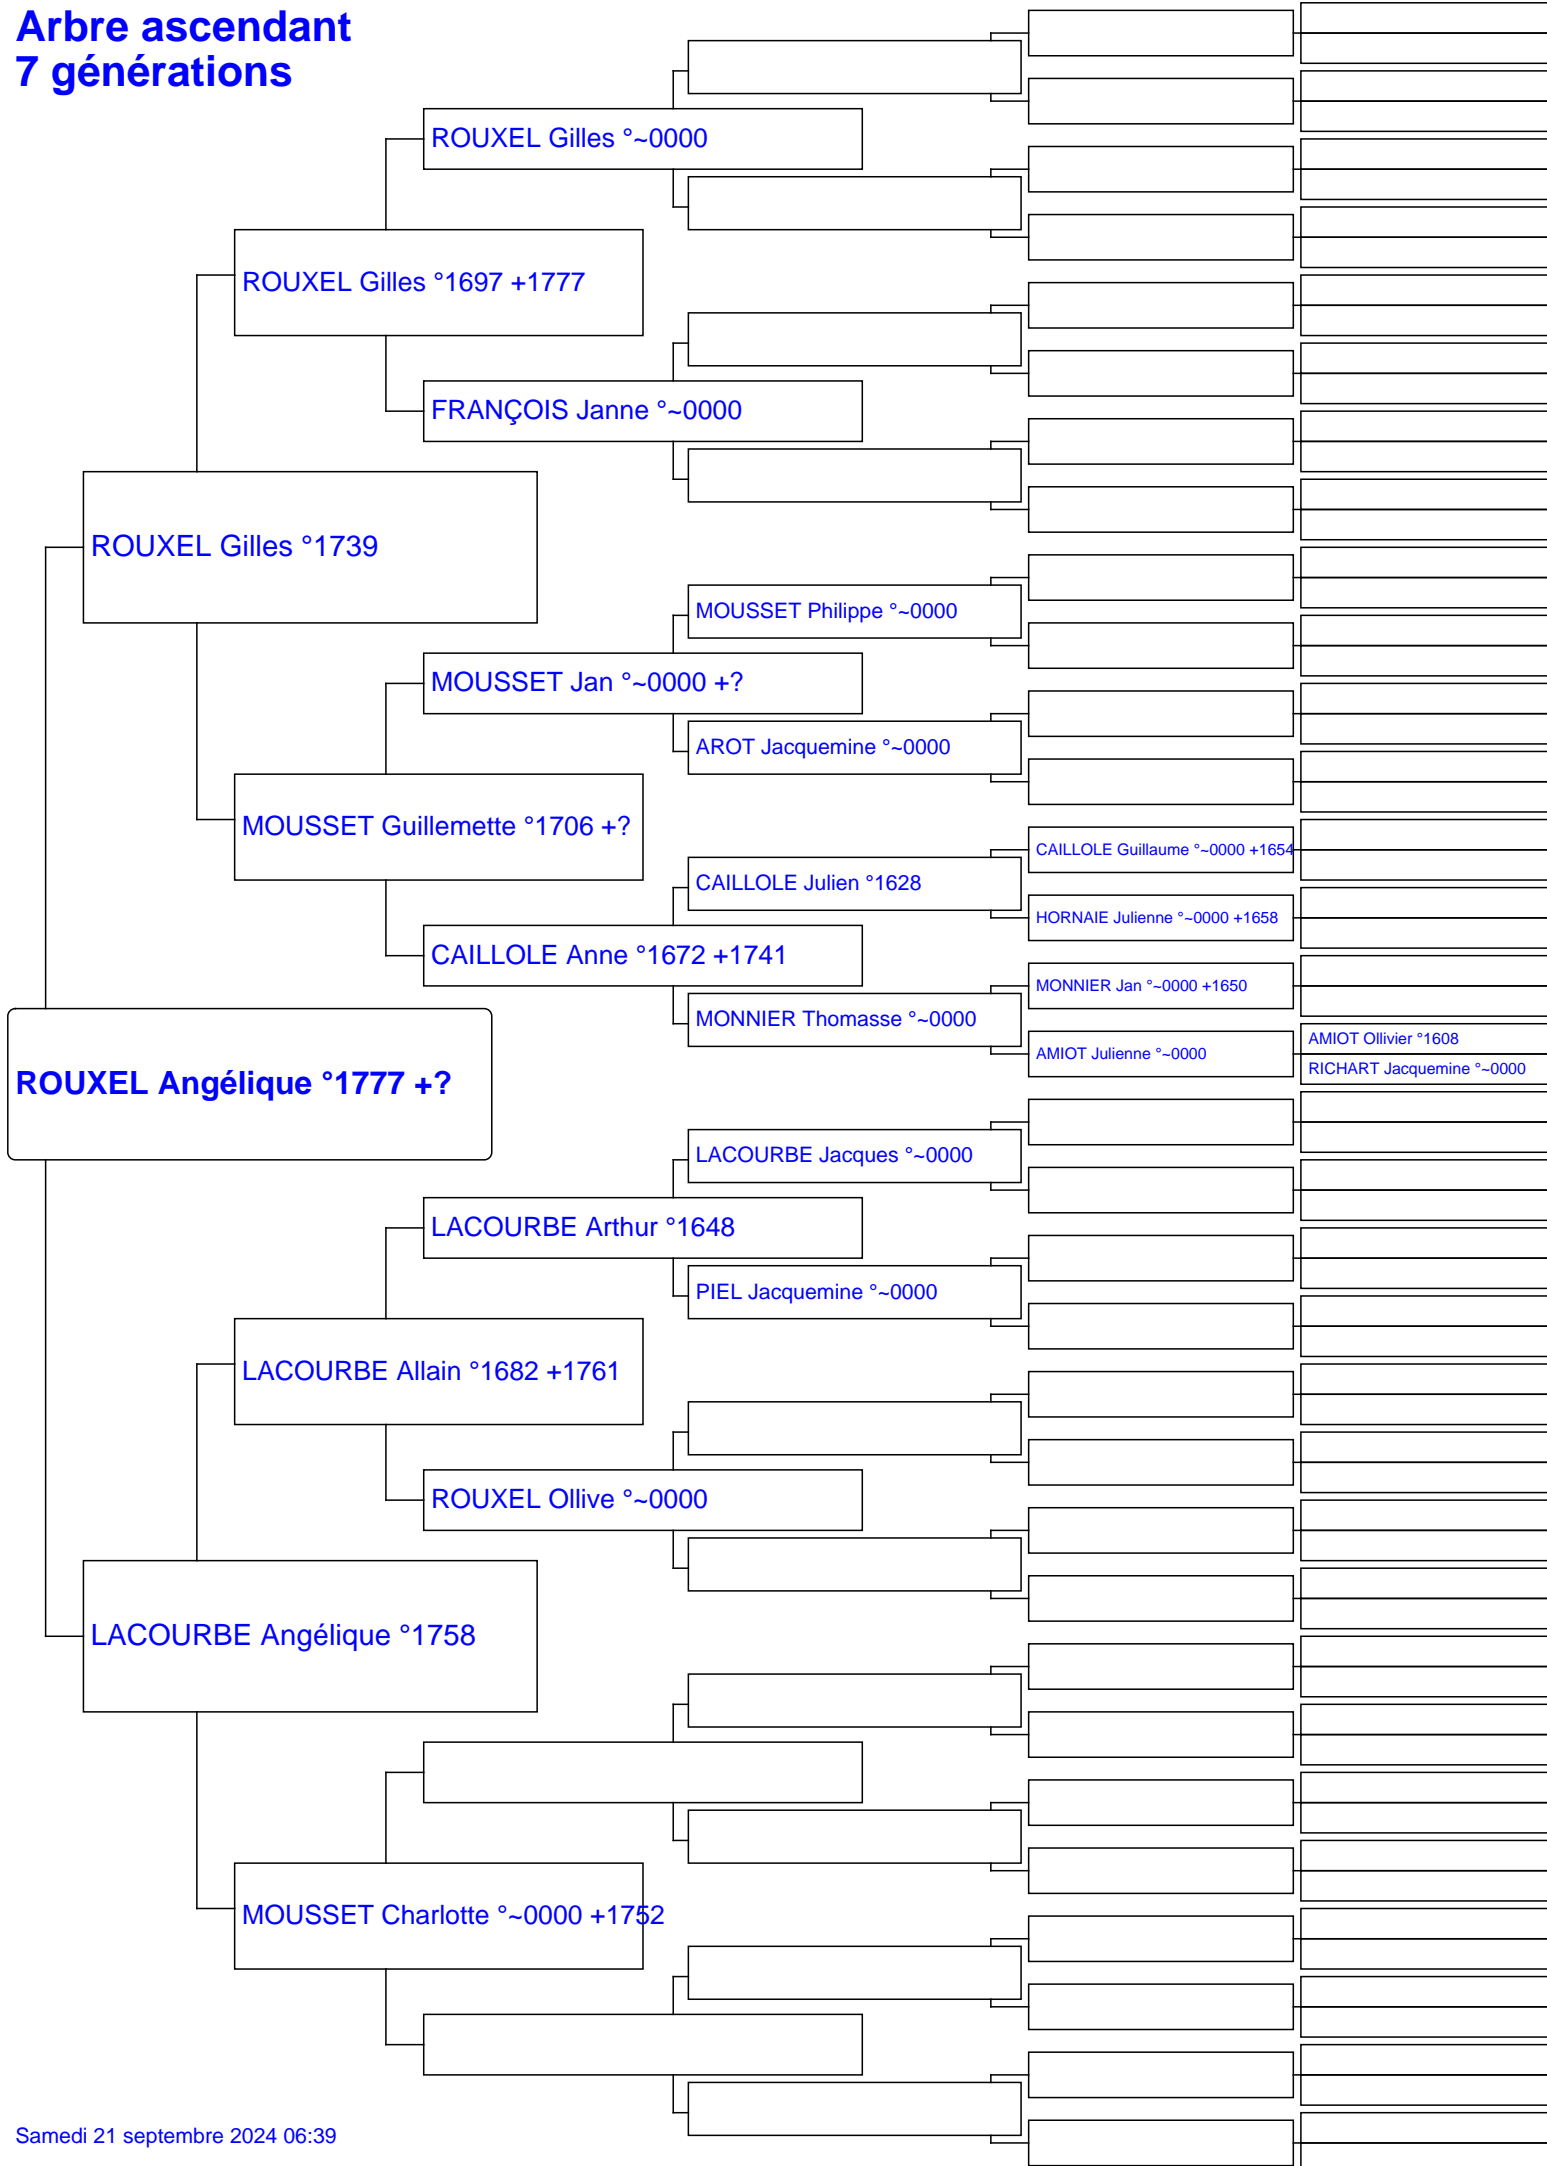 Arbre ascendant
7 générations
ROUXEL Gilles °~0000
ROUXEL Gilles °1697 +1777
FRANÇOIS Janne °~0000
ROUXEL Gilles °1739
MOUSSET Philippe °~0000
MOUSSET Jan °~0000 +?
AROT Jacquemine °~0000
MOUSSET Guillemette °1706 +?
CAILLOLE Guillaume °~0000 +1654
CAILLOLE Julien °1628
HORNAIE Julienne °~0000 +1658
CAILLOLE Anne °1672 +1741
MONNIER Jan °~0000 +1650
MONNIER Thomasse °~0000
AMIOT Ollivier °1608
AMIOT Julienne °~0000
RICHART Jacquemine °~0000
ROUXEL Angélique °1777 +?
LACOURBE Jacques °~0000
LACOURBE Arthur °1648
PIEL Jacquemine °~0000
LACOURBE Allain °1682 +1761
ROUXEL Ollive °~0000
LACOURBE Angélique °1758
MOUSSET Charlotte °~0000 +1752
Samedi 21 septembre 2024 06:39